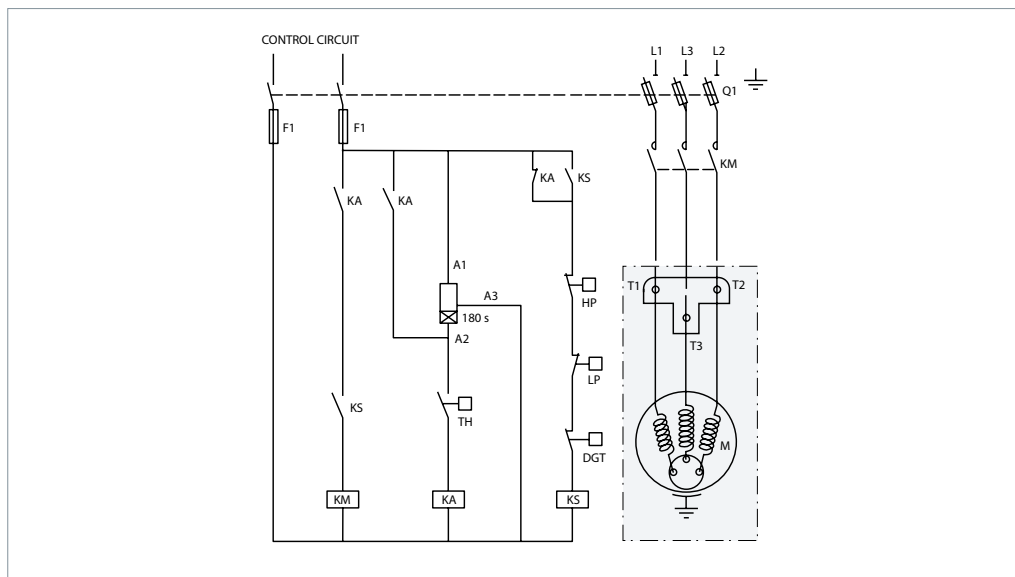 CONTROL CIRCUIT
L1 L3 L2
Q1
F1 F1
KM
KA KA KA KS
A1
A3
180 s
A2
HP
T1 T2
T3
LP
KS
TH
DGT
M
KM KA KS